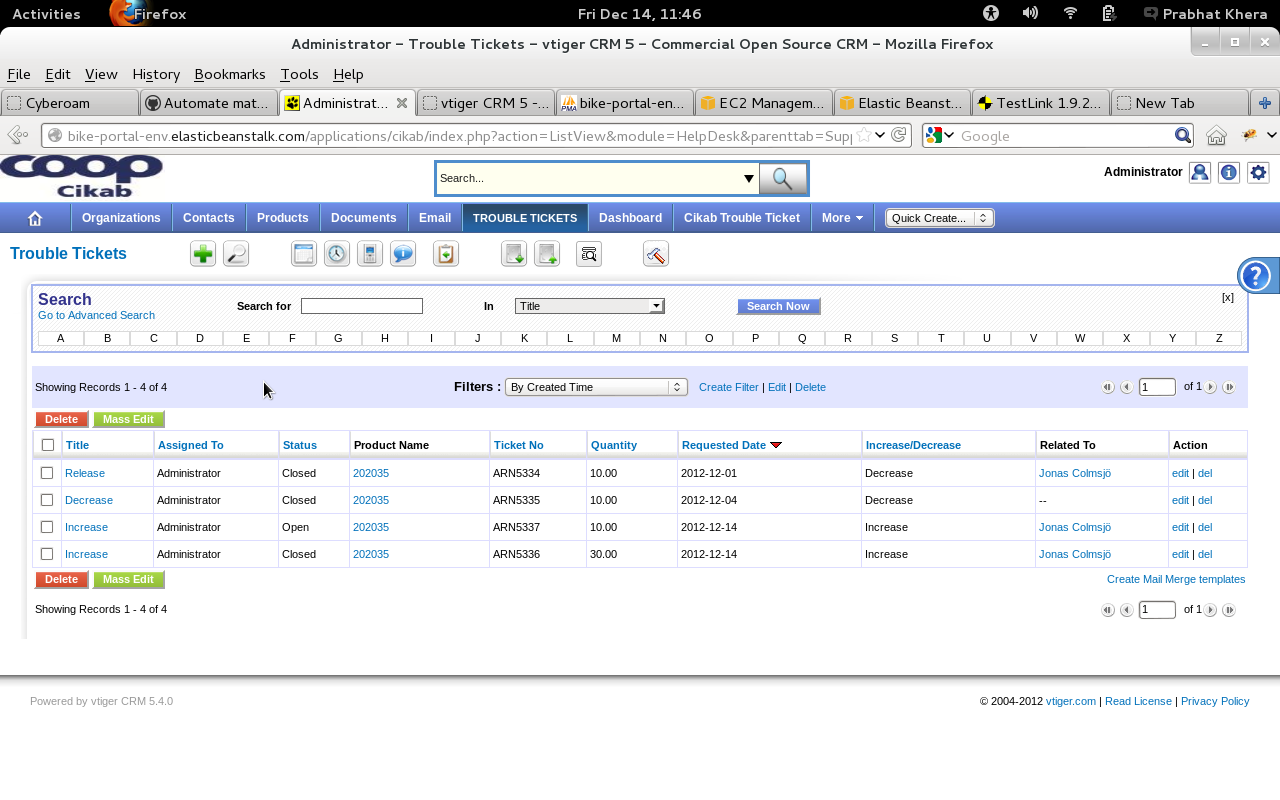 Activities Firefox Fri Dec 14, 11:46 Prabhat Khera
Administrator – Trouble Tickets – vtiger CRM 5 – Commercial Open Source CRM – Mozilla Firefox
File Edit View History Bookmarks Tools Help
Cyberoam Automate mat... Administrat... vtiger CRM 5 -... bike-portal-en... EC2 Managem... Elastic Beanst... TestLink 1.9.2... New Tab
bike-portal-env.elasticbeanstalk.com/applications/cikab/index.php?action=ListView&module=HelpDesk&parenttab=Supp Google
coop
Cikab
Search...
Administrator
Organizations Contacts Products Documents Email TROUBLE TICKETS Dashboard Cikab Trouble Ticket More Quick Create...
Trouble Tickets
Search
Go to Advanced Search
Search for In Title Search Now [x]
A B C D E F G H I J K L M N O P Q R S T U V W X Y Z
Showing Records 1 - 4 of 4 Filters : By Created Time Create Filter | Edit | Delete 1 of 1
Delete Mass Edit
Title Assigned To Status Product Name Ticket No Quantity Requested Date Increase/Decrease Related To Action
Release Administrator Closed 202035 ARN5334 10.00 2012-12-01 Decrease Jonas Colmsjö edit | del
Decrease Administrator Closed 202035 ARN5335 10.00 2012-12-04 Decrease -- edit | del
Increase Administrator Open 202035 ARN5337 10.00 2012-12-14 Increase Jonas Colmsjö edit | del
Increase Administrator Closed 202035 ARN5336 30.00 2012-12-14 Increase Jonas Colmsjö edit | del
Delete Mass Edit Create Mail Merge templates
Showing Records 1 - 4 of 4 1 of 1
Powered by vtiger CRM 5.4.0 © 2004-2012 vtiger.com | Read License | Privacy Policy